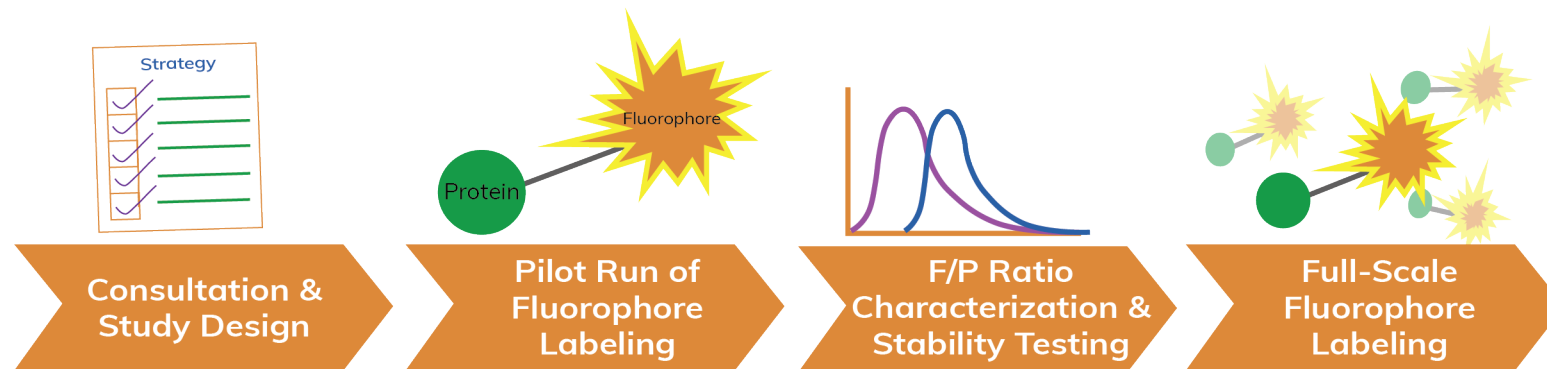 Strategy
Protein
Fluorophore
Consultation &
Study Design
Pilot Run of
Fluorophore
Labeling
F/P Ratio
Characterization &
Stability Testing
Full-Scale
Fluorophore
Labeling